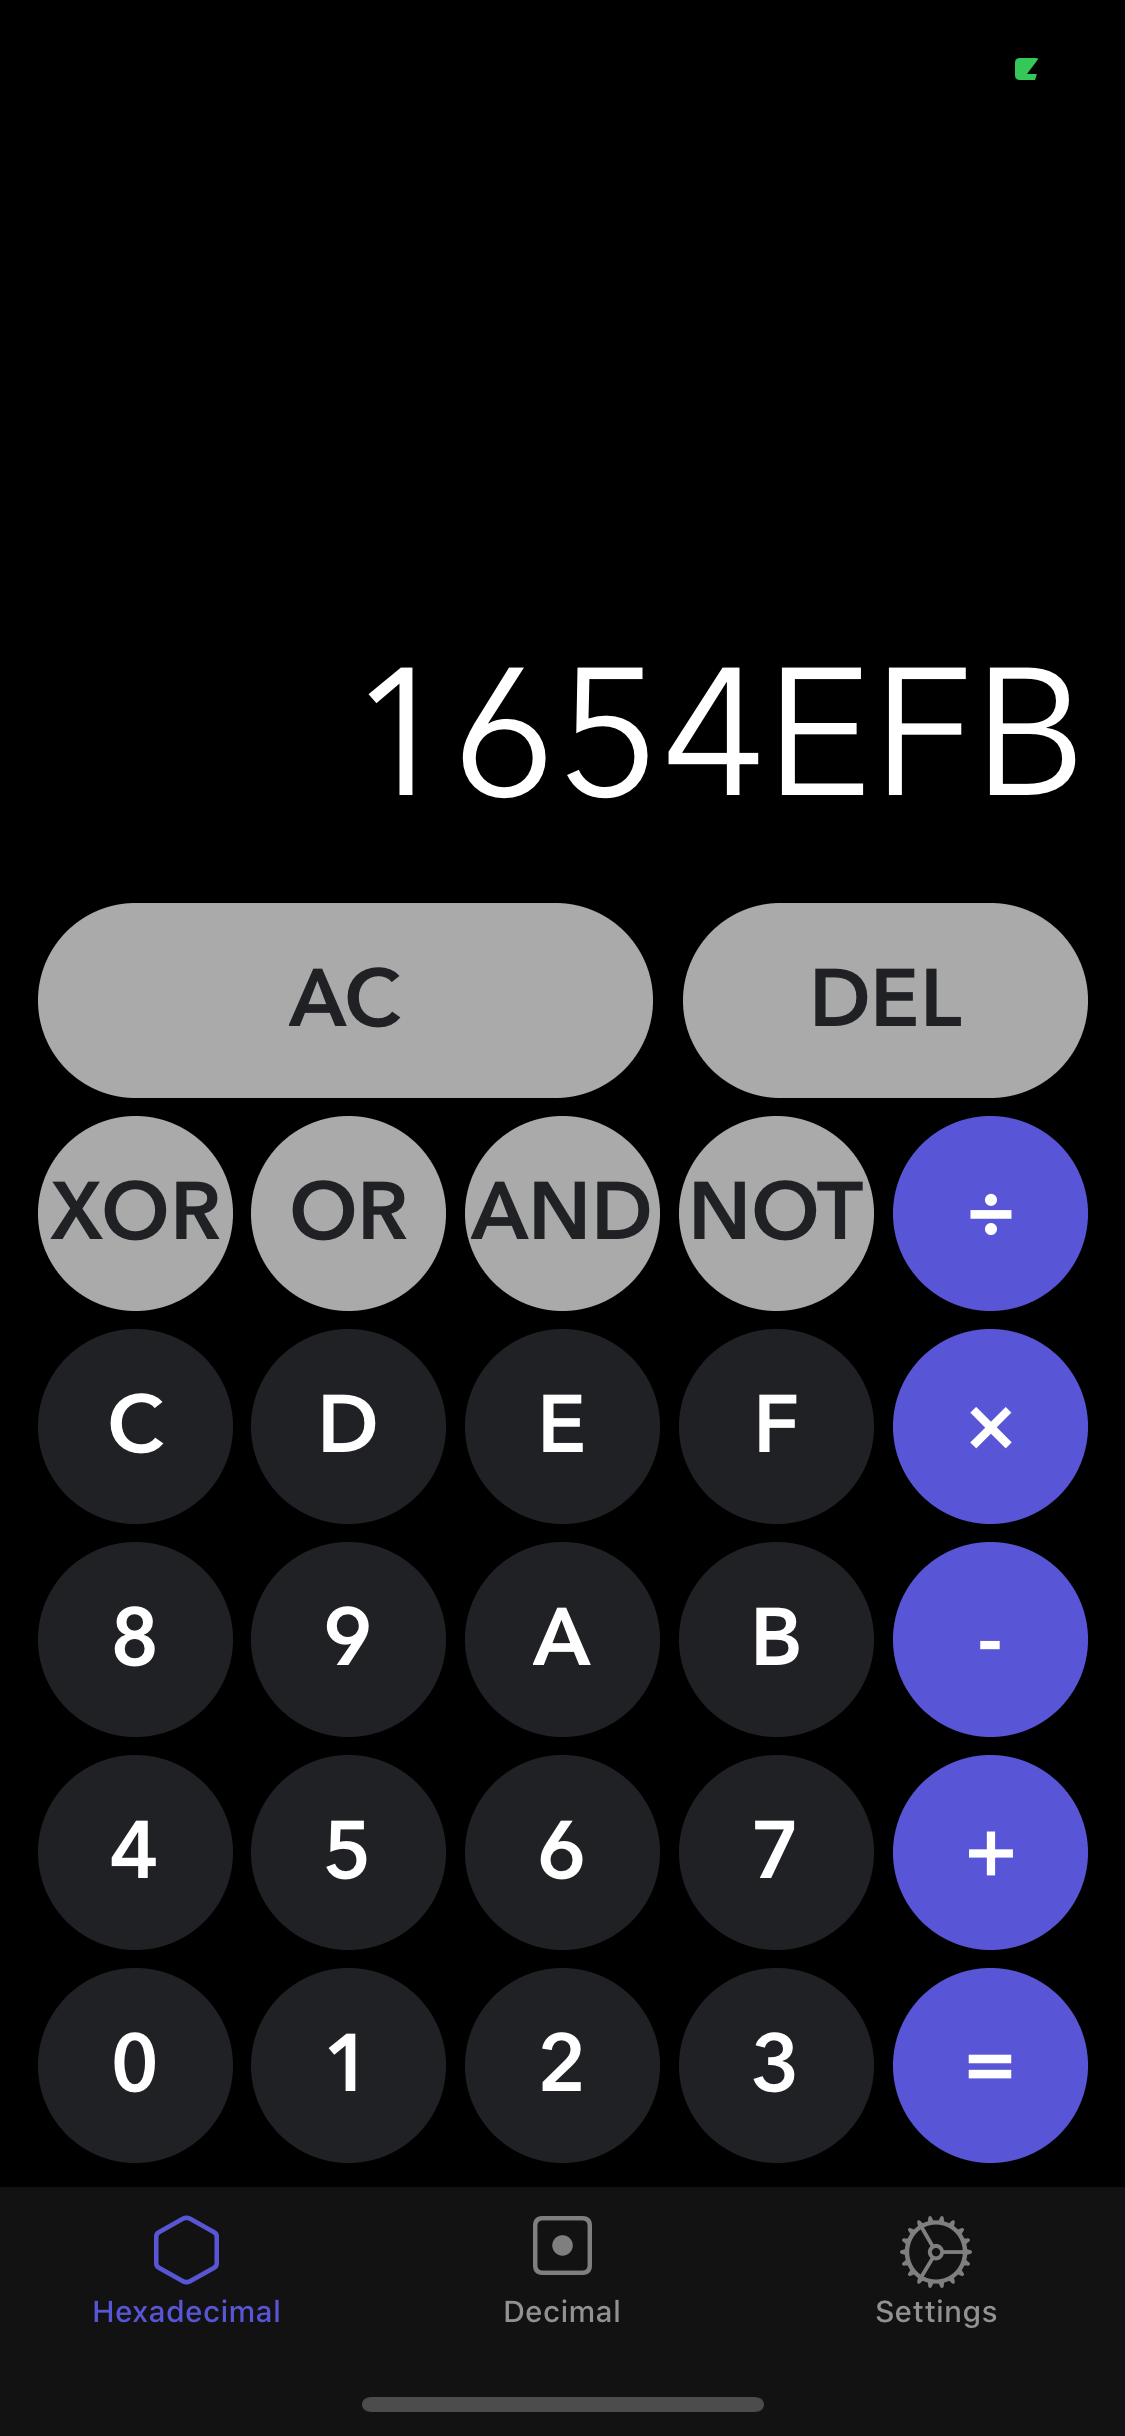 1654EFB
AC DEL
XOR OR AND NOT ÷
C D E F ×
8 9 A B -
4 5 6 7 +
0 1 2 3 =
Hexadecimal Decimal Settings